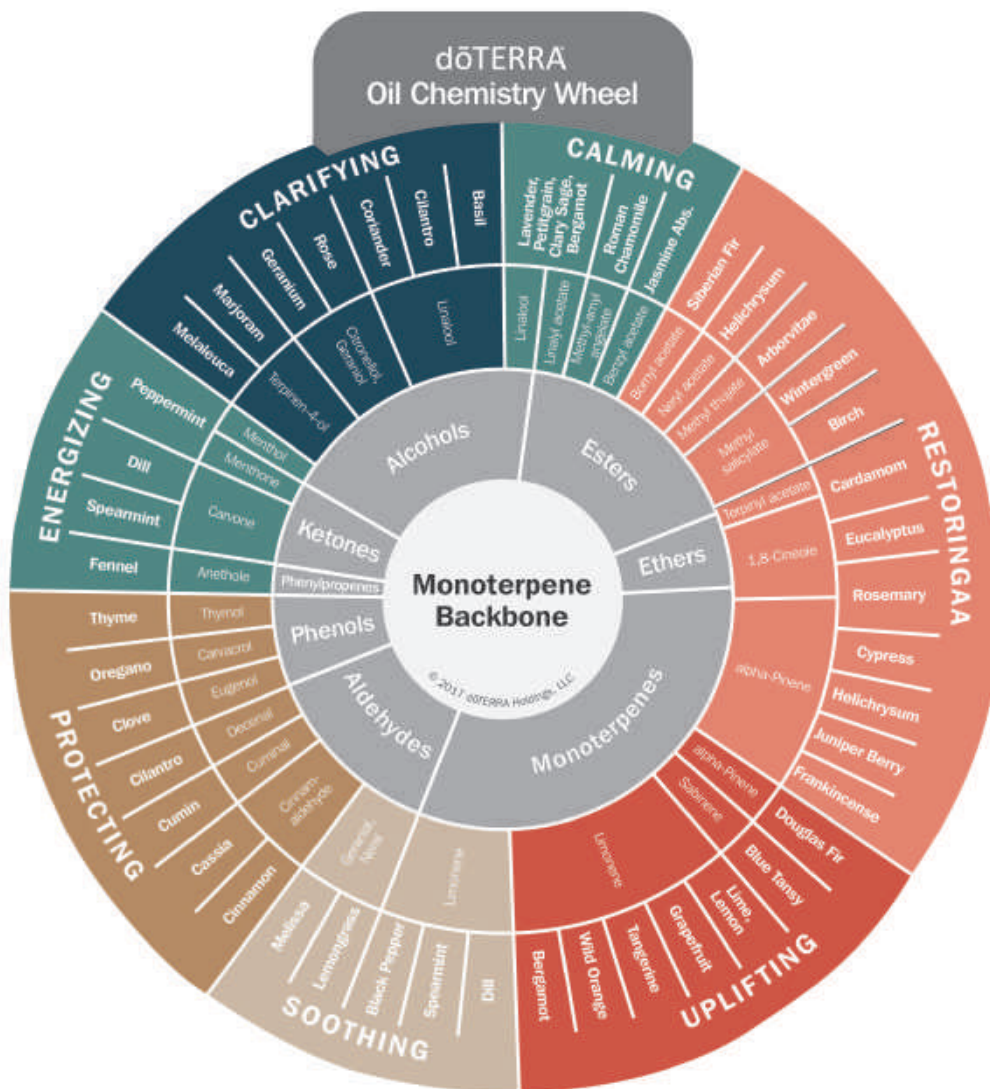 dōTERRA
Oil Chemistry Wheel
CLARIFYING
Melaleuca
Marjoram
Geranium
Rose
Coriander
Cilantro
Basil
Terpinen-4-ol
Citronellol,
Geraniol
Linalool
CALMING
Lavender,
Petitgrain,
Clary Sage,
Bergamot
Roman
Chamomile
Jasmine Abs.
Linalool
Linalyl acetate
Methyl-amyl
angelate
Benzyl acetate
RESTORINGAA
Siberian Fir
Helichrysum
Arborvitae
Wintergreen
Birch
Cardamom
Eucalyptus
Rosemary
Cypress
Helichrysum
Juniper Berry
Frankincense
Bornyl acetate
Neryl acetate
Methyl thujate
Methyl
salicylate
Terpinyl acetate
1,8-Cineole
alpha-Pinene
UPLIFTING
Douglas Fir
Blue Tansy
Lime,
Lemon
Grapefruit
Tangerine
Wild Orange
Bergamot
alpha-Pinene
Sabinene
Limonene
SOOTHING
Dill
Spearmint
Black Pepper
Lemongrass
Melissa
Limonene
Geranial,
Neral
PROTECTING
Cinnamon
Cassia
Cumin
Cilantro
Clove
Oregano
Thyme
Cinnam-
aldehyde
Cuminal
Decenal
Eugenol
Carvacrol
Thymol
ENERGIZING
Fennel
Spearmint
Dill
Peppermint
Anethole
Carvone
Menthone
Menthol
Alcohols
Esters
Ethers
Monoterpenes
Aldehydes
Phenols
Phenylpropenes
Ketones
Monoterpene
Backbone
© 2017 dōTERRA Holdings, LLC